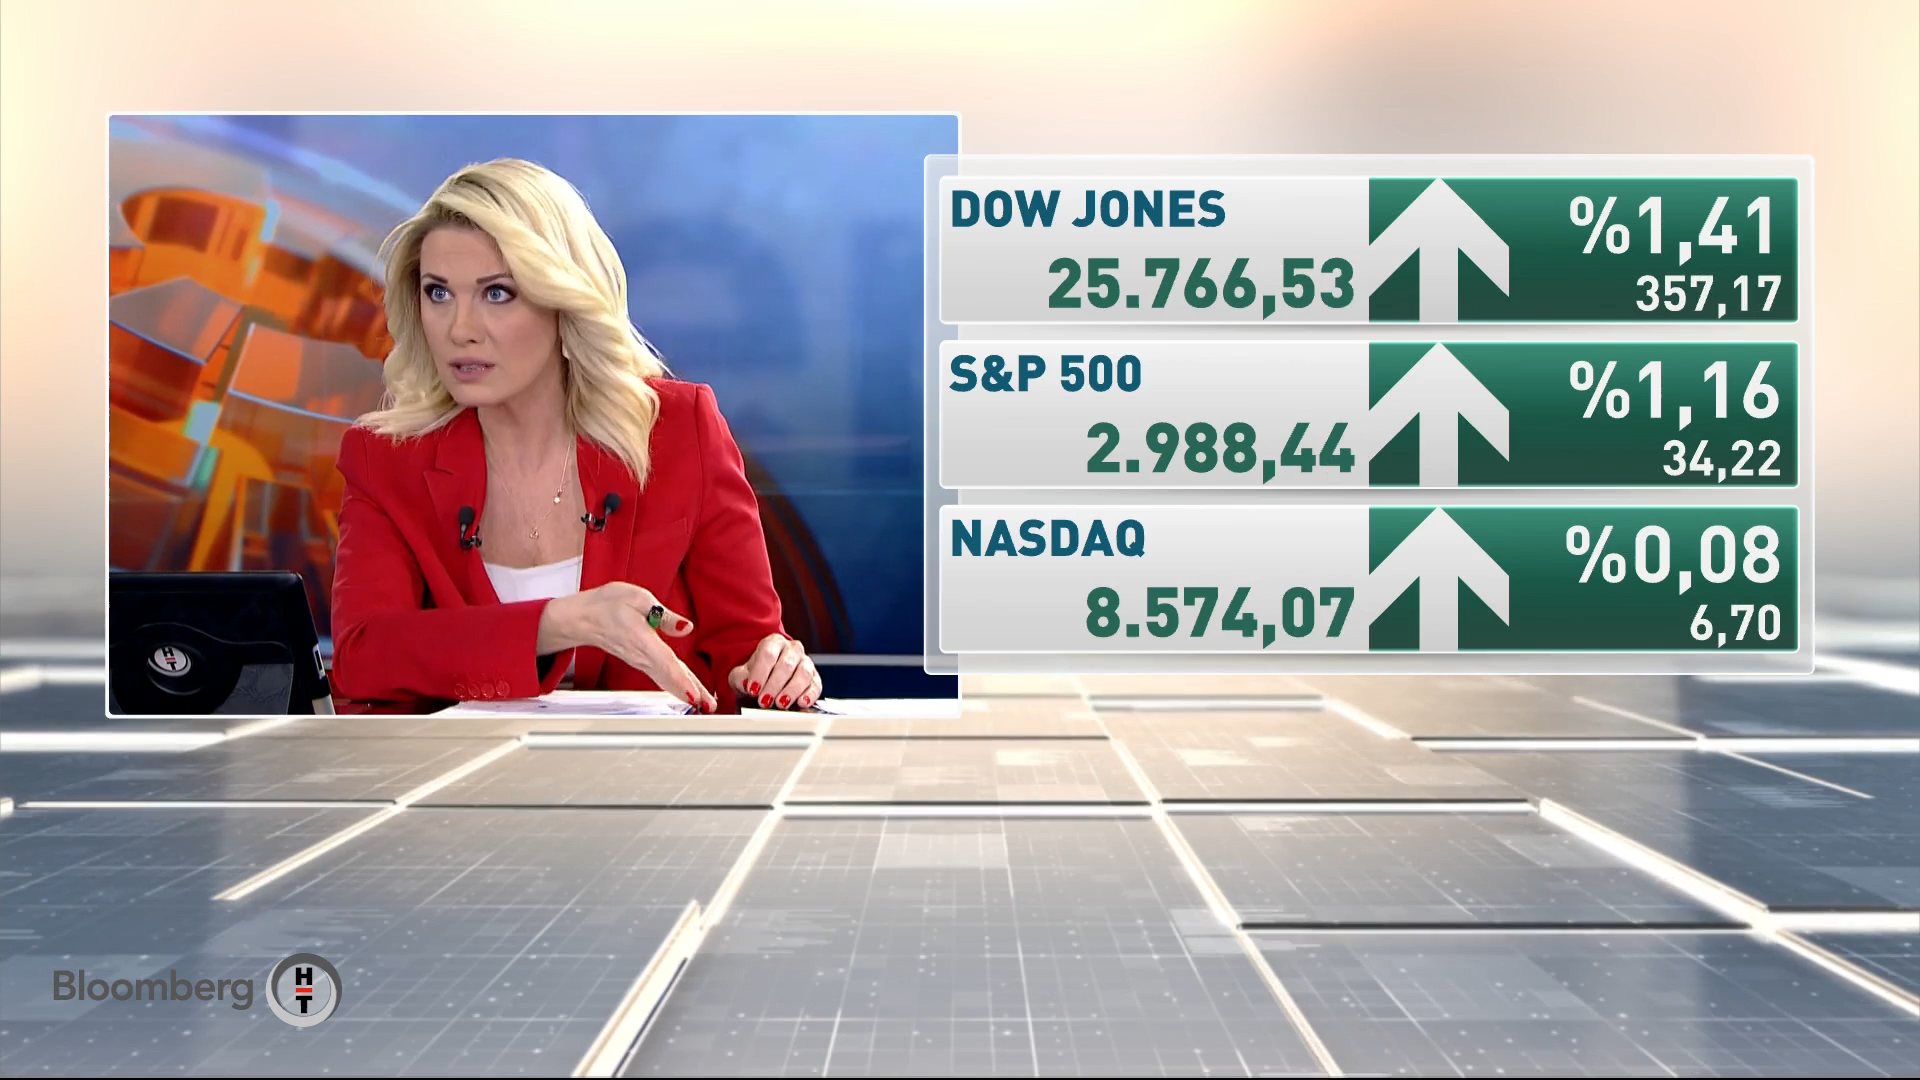 DOW JONES
25.766,53
%1,41
357,17
S&P 500
2.988,44
%1,16
34,22
NASDAQ
8.574,07
%0,08
6,70
HT
Bloomberg HT